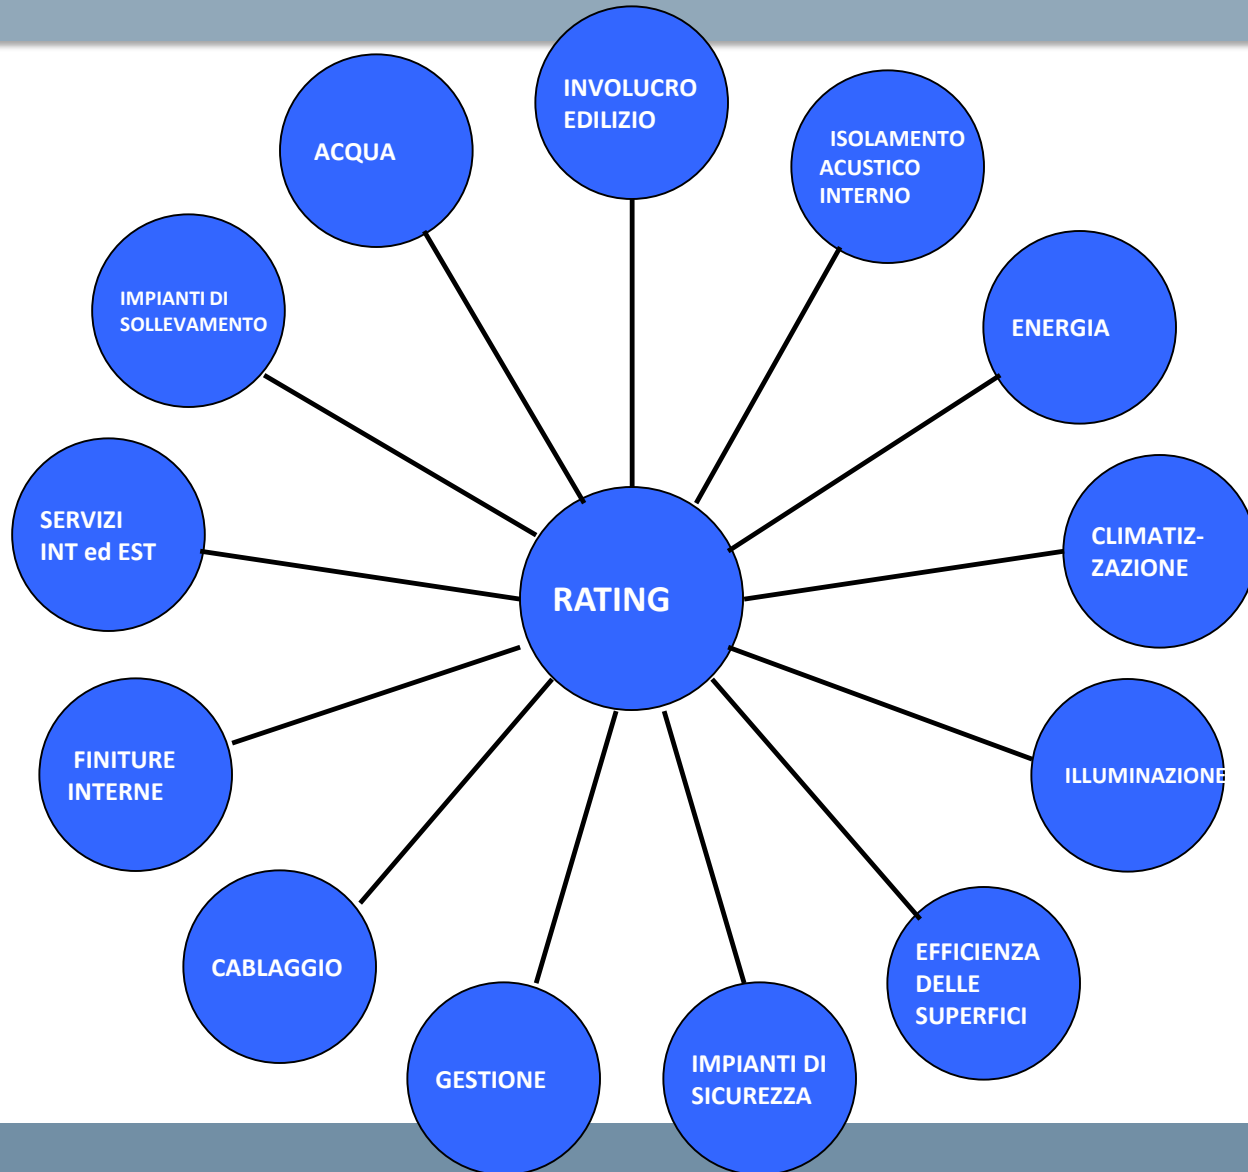 INVOLUCRO
EDILIZIO
ISOLAMENTO
ACUSTICO
INTERNO
ACQUA
ENERGIA
IMPIANTI DI
SOLLEVAMENTO
SERVIZI
INT ed EST
CLIMATIZ-
ZAZIONE
RATING
FINITURE
INTERNE
ILLUMINAZIONE
CABLAGGIO
EFFICIENZA
DELLE
SUPERFICI
GESTIONE
IMPIANTI DI
SICUREZZA